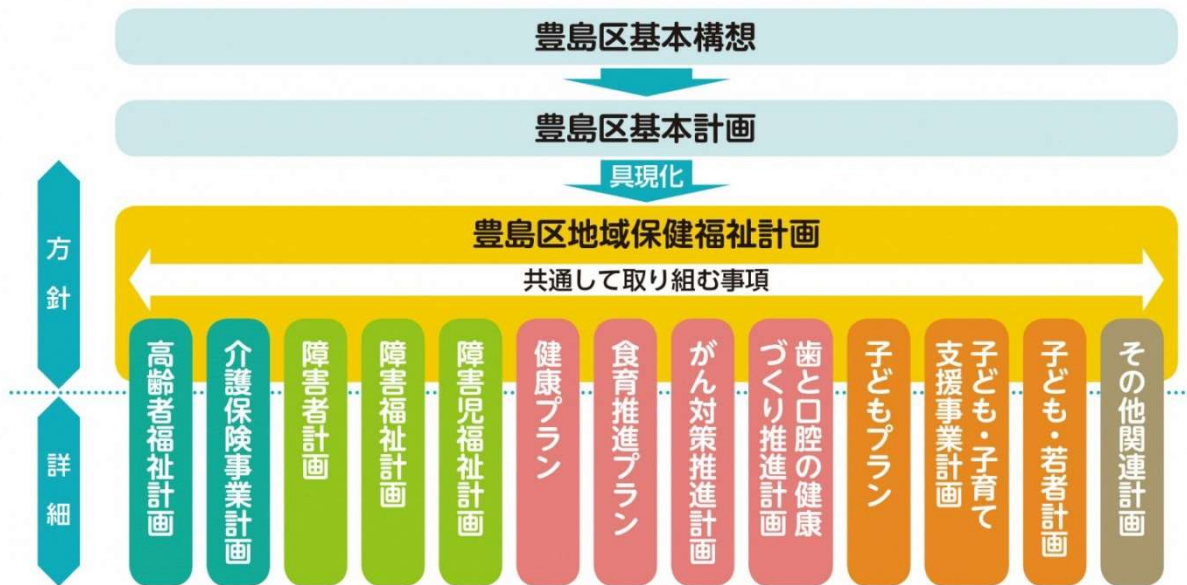 豊島区基本構想
豊島区基本計画
具現化
豊島区地域保健福祉計画
共通して取り組む事項
方針
詳細
高齢者福祉計画
介護保険事業計画
障害者計画
障害福祉計画
障害児福祉計画
健康プラン
食育推進プラン
がん対策推進計画
歯と口腔の健康
づくり推進計画
子どもプラン
子ども・子育て
支援事業計画
子ども・若者計画
その他関連計画